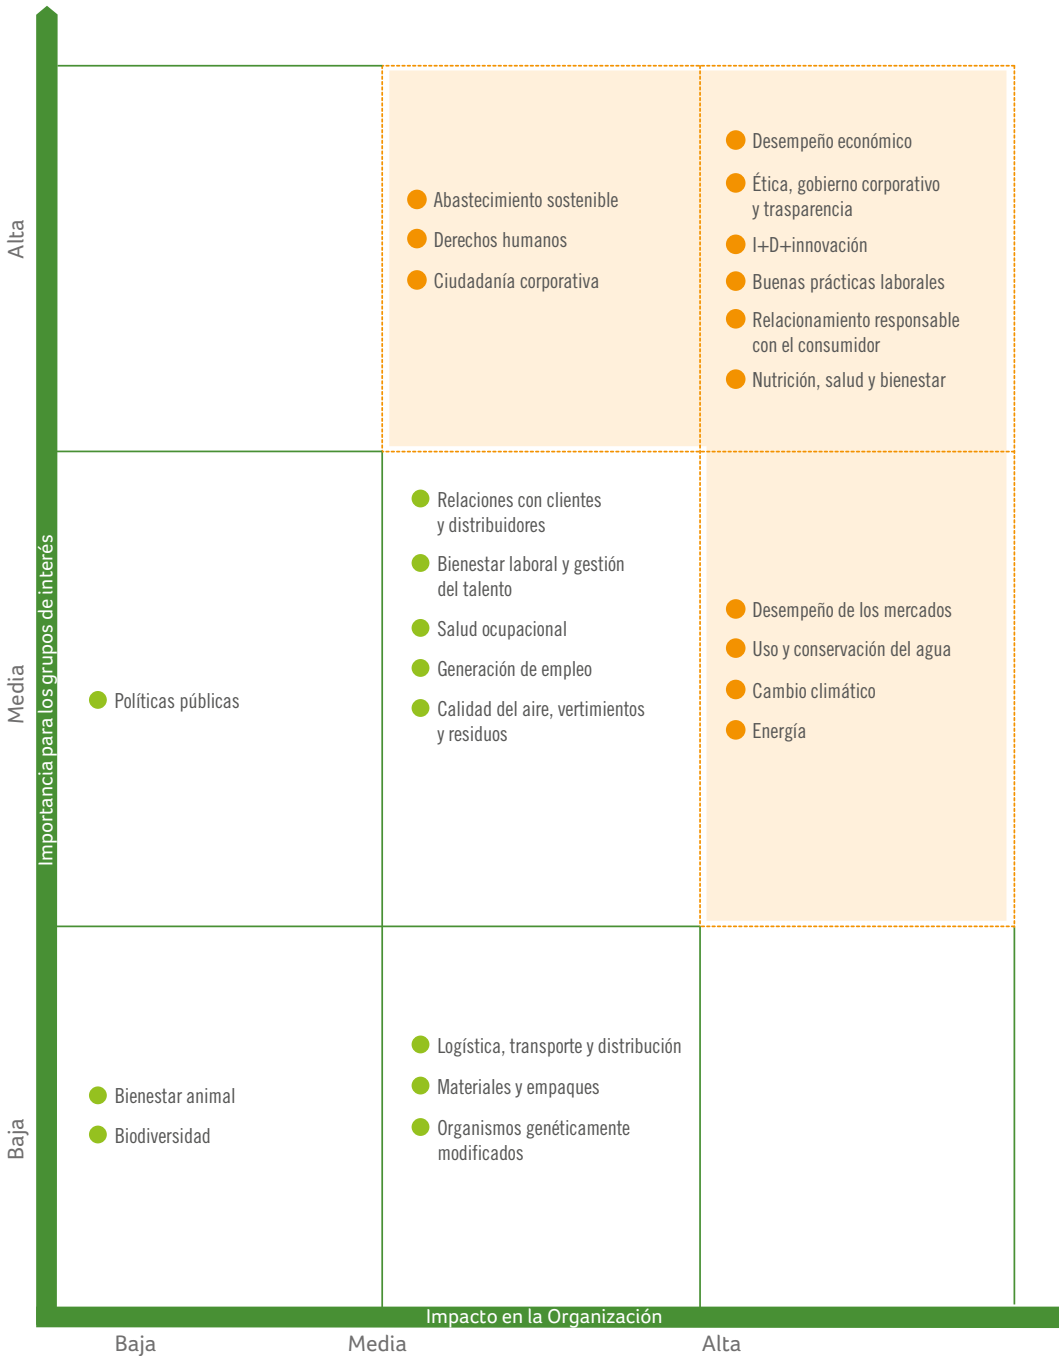 Alta
Abastecimiento sostenible
Derechos humanos
Ciudadanía corporativa
Desempeño económico
Ética, gobierno corporativo
y trasparencia
I+D+innovación
Buenas prácticas laborales
Relacionamiento responsable
con el consumidor
Nutrición, salud y bienestar
Importancia para los grupos de interés
Media
Políticas públicas
Relaciones con clientes
y distribuidores
Bienestar laboral y gestión
del talento
Salud ocupacional
Generación de empleo
Calidad del aire, vertimientos
y residuos
Desempeño de los mercados
Uso y conservación del agua
Cambio climático
Energía
Baja
Bienestar animal
Biodiversidad
Logística, transporte y distribución
Materiales y empaques
Organismos genéticamente
modificados
Impacto en la Organización
Baja
Media
Alta